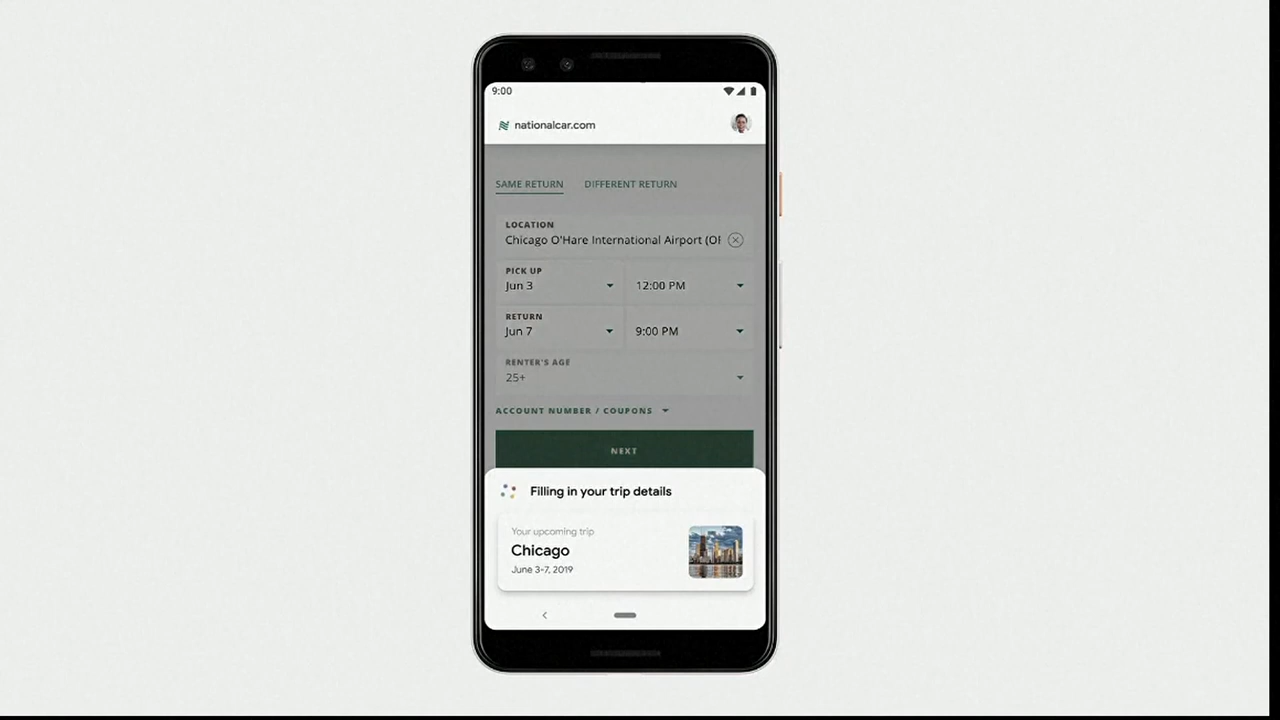 9:00
nationalcar.com
SAME RETURN DIFFERENT RETURN
LOCATION
Chicago O'Hare International Airport (OF
PICK UP
Jun 3 12:00 PM
RETURN
Jun 7 9:00 PM
RENTER'S AGE
25+
ACCOUNT NUMBER / COUPONS
NEXT
Filling in your trip details
Your upcoming trip
Chicago
June 3-7, 2019